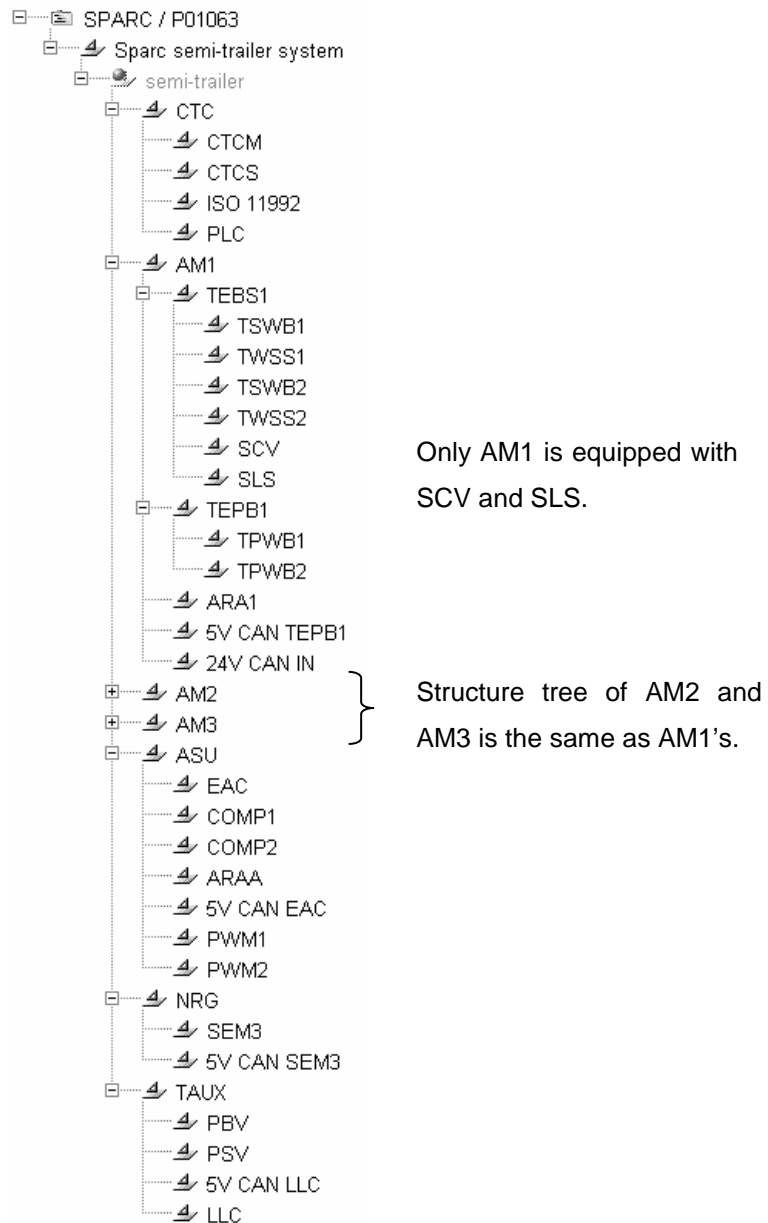 SPARC / P01063
Sparc semi-trailer system
semi-trailer
CTC
CTCM
CTCS
ISO 11992
PLC
AM1
TEBS1
TSWB1
TWSS1
TSWB2
TWSS2
SCV
SLS
Only AM1 is equipped with
SCV and SLS.
TEPB1
TPWB1
TPWB2
ARA1
5V CAN TEPB1
24V CAN IN
AM2
AM3
Structure tree of AM2 and
AM3 is the same as AM1’s.
ASU
EAC
COMP1
COMP2
ARAA
5V CAN EAC
PWM1
PWM2
NRG
SEM3
5V CAN SEM3
TAUX
PBV
PSV
5V CAN LLC
LLC